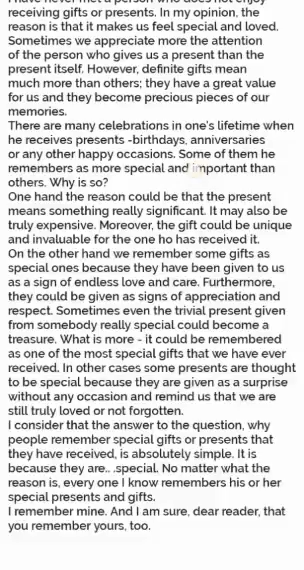 I have never met a person who does not enjoy
receiving gifts or presents. In my opinion, the
reason is that it makes us feel special and loved.
Sometimes we appreciate more the attention
of the person who gives us a present than the
present itself. However, definite gifts mean
much more than others; they have a great value
for us and they become precious pieces of our
memories.
There are many celebrations in one's lifetime when
he receives presents -birthdays, anniversaries
or any other happy occasions. Some of them he
remembers as more special and important than
others. Why is so?
One hand the reason could be that the present
means something really significant. It may also be
truly expensive. Moreover, the gift could be unique
and invaluable for the one ho has received it.
On the other hand we remember some gifts as
special ones because they have been given to us
as a sign of endless love and care. Furthermore,
they could be given as signs of appreciation and
respect. Sometimes even the trivial present given
from somebody really special could become a
treasure. What is more - it could be remembered
as one of the most special gifts that we have ever
received. In other cases some presents are thought
to be special because they are given as a surprise
without any occasion and remind us that we are
still truly loved or not forgotten.
I consider that the answer to the question, why
people remember special gifts or presents that
they have received, is absolutely simple. It is
because they are.. .special. No matter what the
reason is, every one I know remembers his or her
special presents and gifts.
I remember mine. And I am sure, dear reader, that
you remember yours, too.